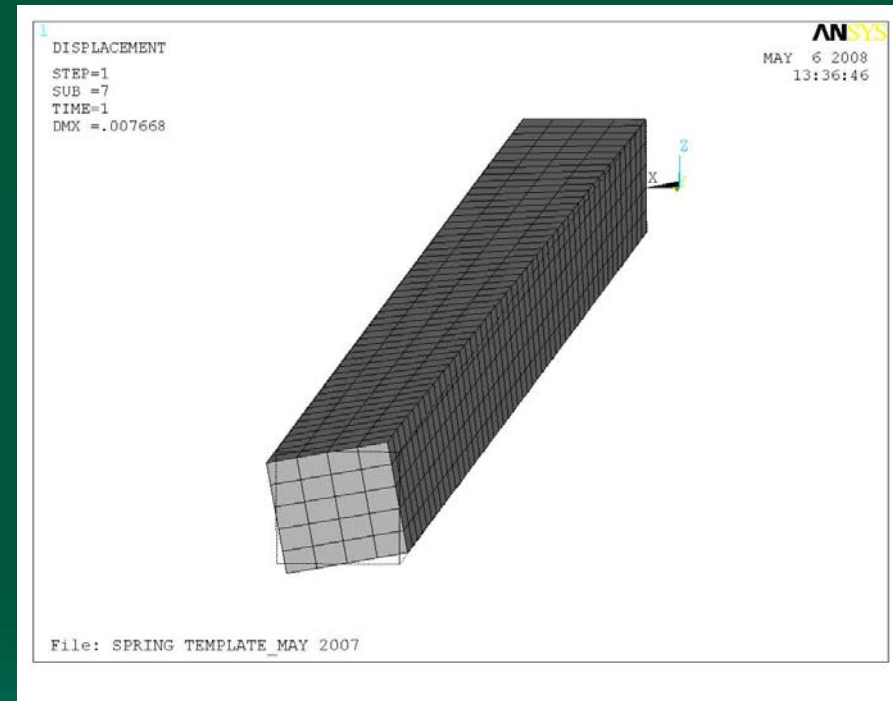 1
DISPLACEMENT
STEP=1
SUB =7
TIME=1
DMX =.007668
ANSYS
MAY  6 2008
13:36:46
Z
X
File: SPRING TEMPLATE_MAY 2007